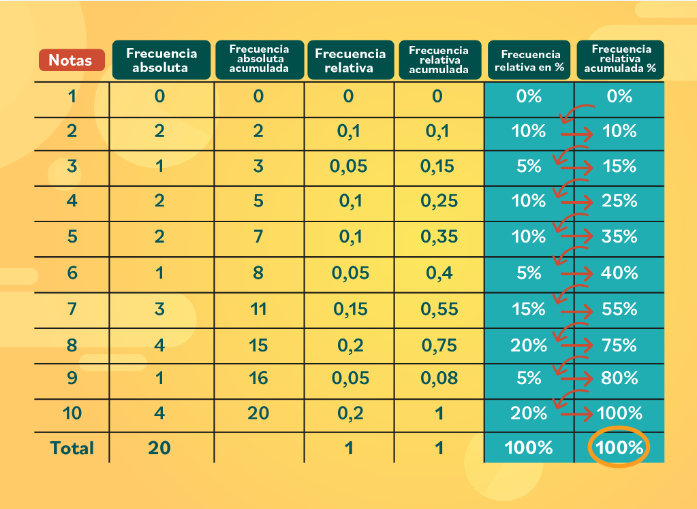 Notas Frecuencia absoluta Frecuencia absoluta acumulada Frecuencia relativa Frecuencia relativa acumulada Frecuencia relativa en % Frecuencia relativa acumulada %
1 0 0 0 0 0% 0%
2 2 2 0,1 0,1 10% 10%
3 1 3 0,05 0,15 5% 15%
4 2 5 0,1 0,25 10% 25%
5 2 7 0,1 0,35 10% 35%
6 1 8 0,05 0,4 5% 40%
7 3 11 0,15 0,55 15% 55%
8 4 15 0,2 0,75 20% 75%
9 1 16 0,05 0,08 5% 80%
10 4 20 0,2 1 20% 100%
Total 20 1 1 100% 100%